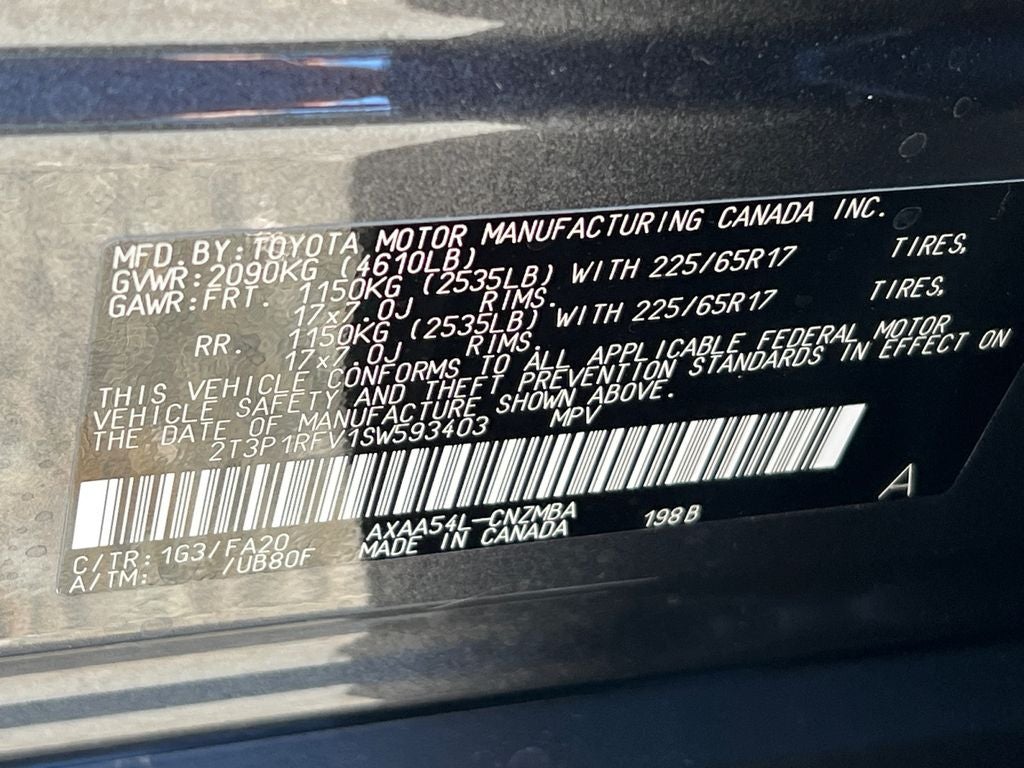 MFD.BY:TOYOTA MOTOR MANUFACTURING CANADA INC.
GVWR:2090KG (4610LB)
GAWR:FRT. 1150KG (2535LB) WITH 225/65R17 TIRES,
17x7.0J RIMS.
RR. 1150KG (2535LB) WITH 225/65R17 TIRES,
17x7.0J RIMS.
THIS VEHICLE CONFORMS TO ALL APPLICABLE FEDERAL MOTOR
VEHICLE SAFETY AND THEFT PREVENTION STANDARDS IN EFFECT ON
THE DATE OF MANUFACTURE SHOWN ABOVE.
2T3P1RFV1SW593403 MPV
C/TR: 1G3/FA20 AXAA54L-CNZMBA 198B A
A/TM: /UB80F MADE IN CANADA